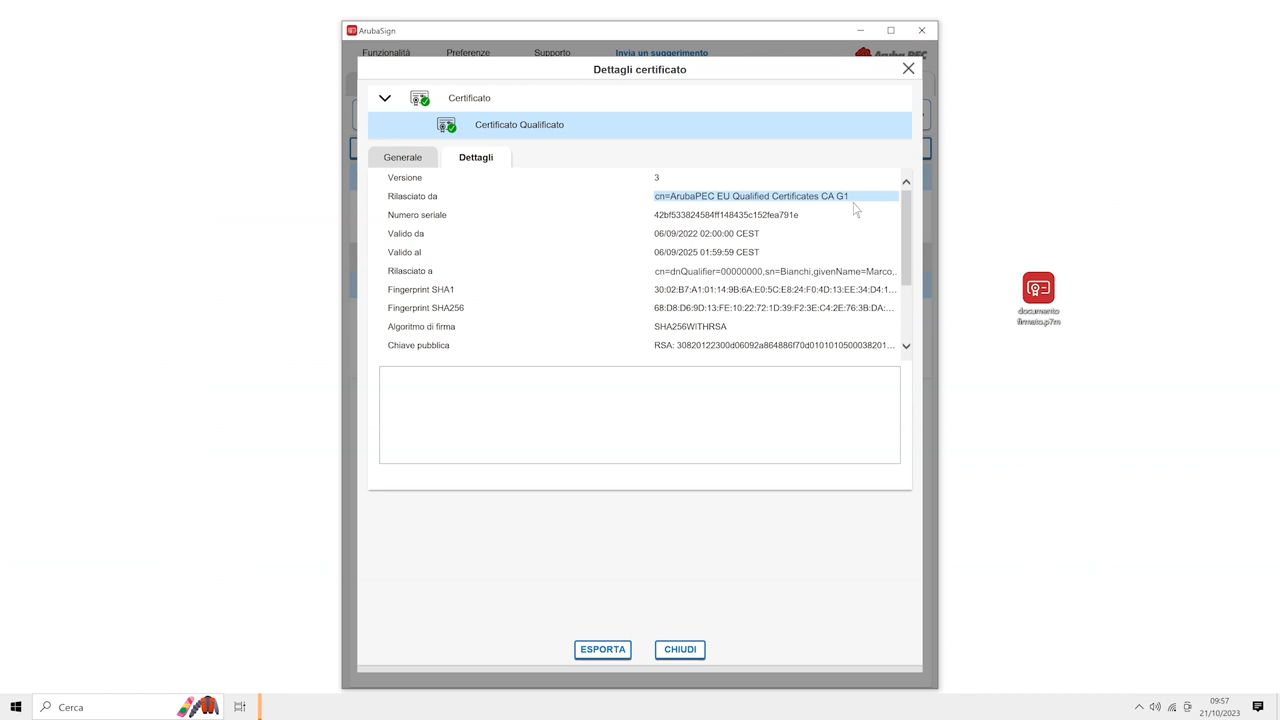 ArubaSign
Funzionalità Preferenze Supporto Invia un suggerimento Aruba PEC
Dettagli certificato
Certificato
Certificato Qualificato
Generale Dettagli
Versione 3
Rilasciato da cn=ArubaPEC EU Qualified Certificates CA G1
Numero seriale 42bf533824584ff148435c152fea791e
Valido da 06/09/2022 02:00:00 CEST
Valido al 06/09/2025 01:59:59 CEST
Rilasciato a cn=dnQualifier=00000000,sn=Bianchi,givenName=Marco,.
Fingerprint SHA1 30:02:B7:A1:01:14:9B:6A:E0:5C:E8:24:F0:4D:13:EE:34:D4:1...
Fingerprint SHA256 68:D8:D6:9D:13:FE:10:22:72:1D:39:F2:3E:C4:2E:76:3B:DA:...
Algoritmo di firma SHA256WITHRSA
Chiave pubblica RSA: 30820122300d06092a864886f70d0101010500038201...
ESPORTA CHIUDI
documento
firmato.p7m
Cerca
09:57
21/10/2023